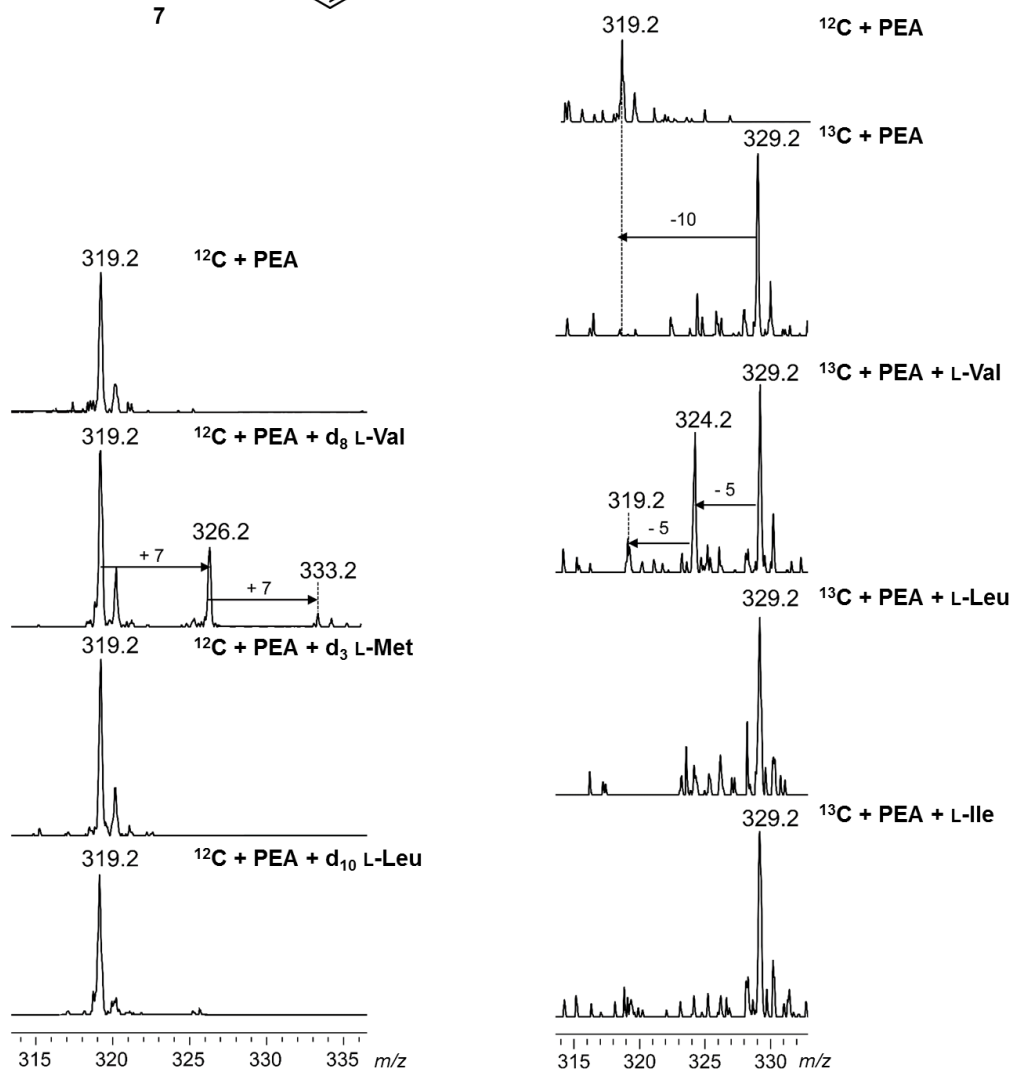 7
319.2
¹²C + PEA
319.2
¹²C + PEA + d₈ L-Val
+ 7
326.2
+ 7
333.2
319.2
¹²C + PEA + d₃ L-Met
319.2
¹²C + PEA + d₁₀ L-Leu
315 320 325 330 335 m/z
319.2
¹²C + PEA
329.2
¹³C + PEA
-10
329.2
¹³C + PEA + L-Val
324.2
- 5
319.2
- 5
329.2
¹³C + PEA + L-Leu
329.2
¹³C + PEA + L-Ile
315 320 325 330 m/z